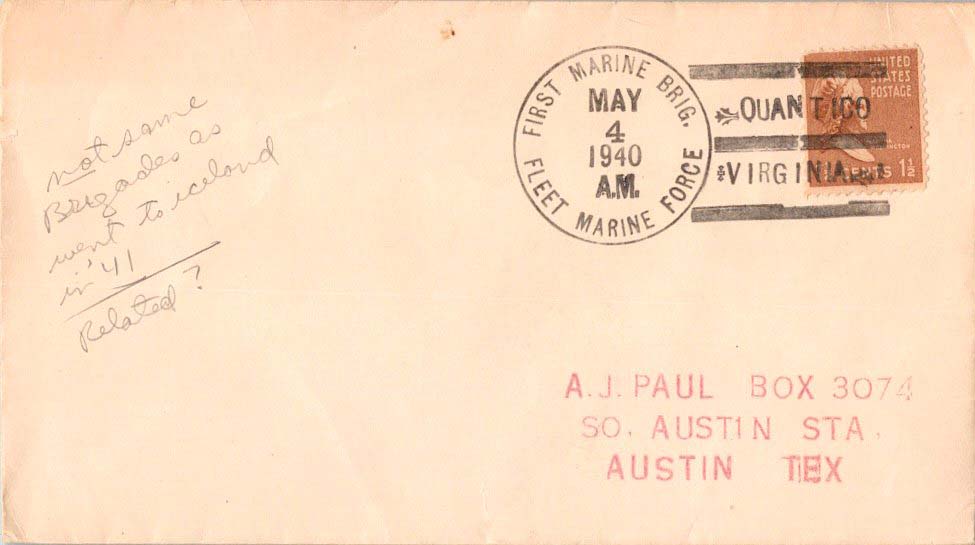 FIRST MARINE BRIG.
MAY
4
1940
A.M.
FLEET MARINE FORCE
QUANTICO
VIRGINIA
UNITED
STATES
POSTAGE
CENTS 1½
not same
Brigades as
went to iceland
in '41
Related?
A.J. PAUL BOX 3074
SO. AUSTIN STA.
AUSTIN TEX